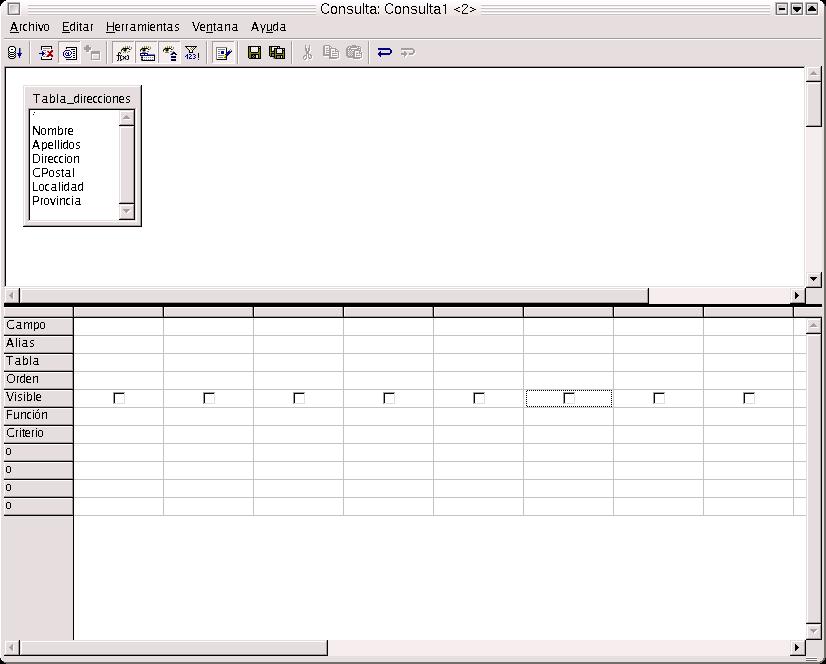 Consulta: Consulta1 <2>
Archivo Editar Herramientas Ventana Ayuda
f(x)
123!
Tabla_direcciones
*
Nombre
Apellidos
Direccion
CPostal
Localidad
Provincia
Campo
Alias
Tabla
Orden
Visible
Función
Criterio
o
o
o
o